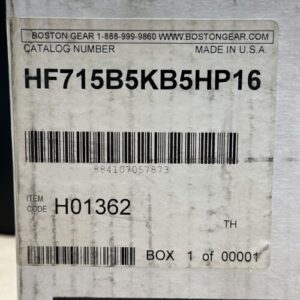 BOSTON GEAR 1-888-999-9860 WWW.BOSTONGEAR.COM
CATALOG NUMBER MADE IN U.S.A.
HF715B5KB5HP16
884107057873
ITEM CODE H01362
TH
BOX 1 of 00001